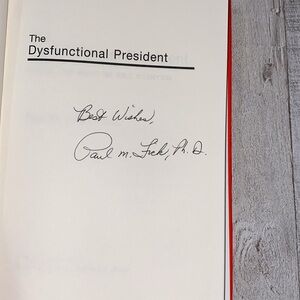 The
Dysfunctional President
Best Wishes,
Paul M. Fick, Ph.D.